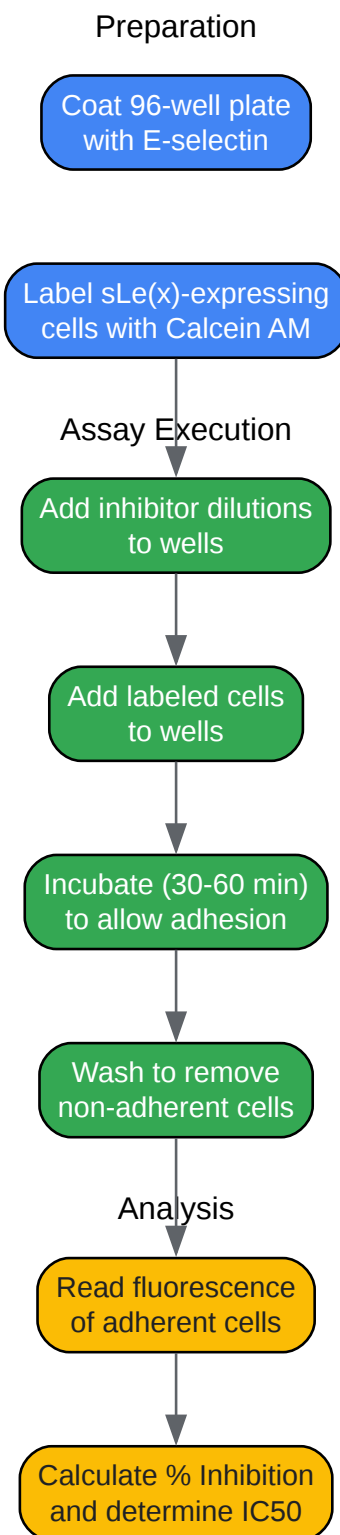 Preparation
Coat 96-well plate
with E-selectin
Label sLe(x)-expressing
cells with Calcein AM
Assay Execution
Add inhibitor dilutions
to wells
Add labeled cells
to wells
Incubate (30-60 min)
to allow adhesion
Wash to remove
non-adherent cells
Analysis
Read fluorescence
of adherent cells
Calculate % Inhibition
and determine IC50